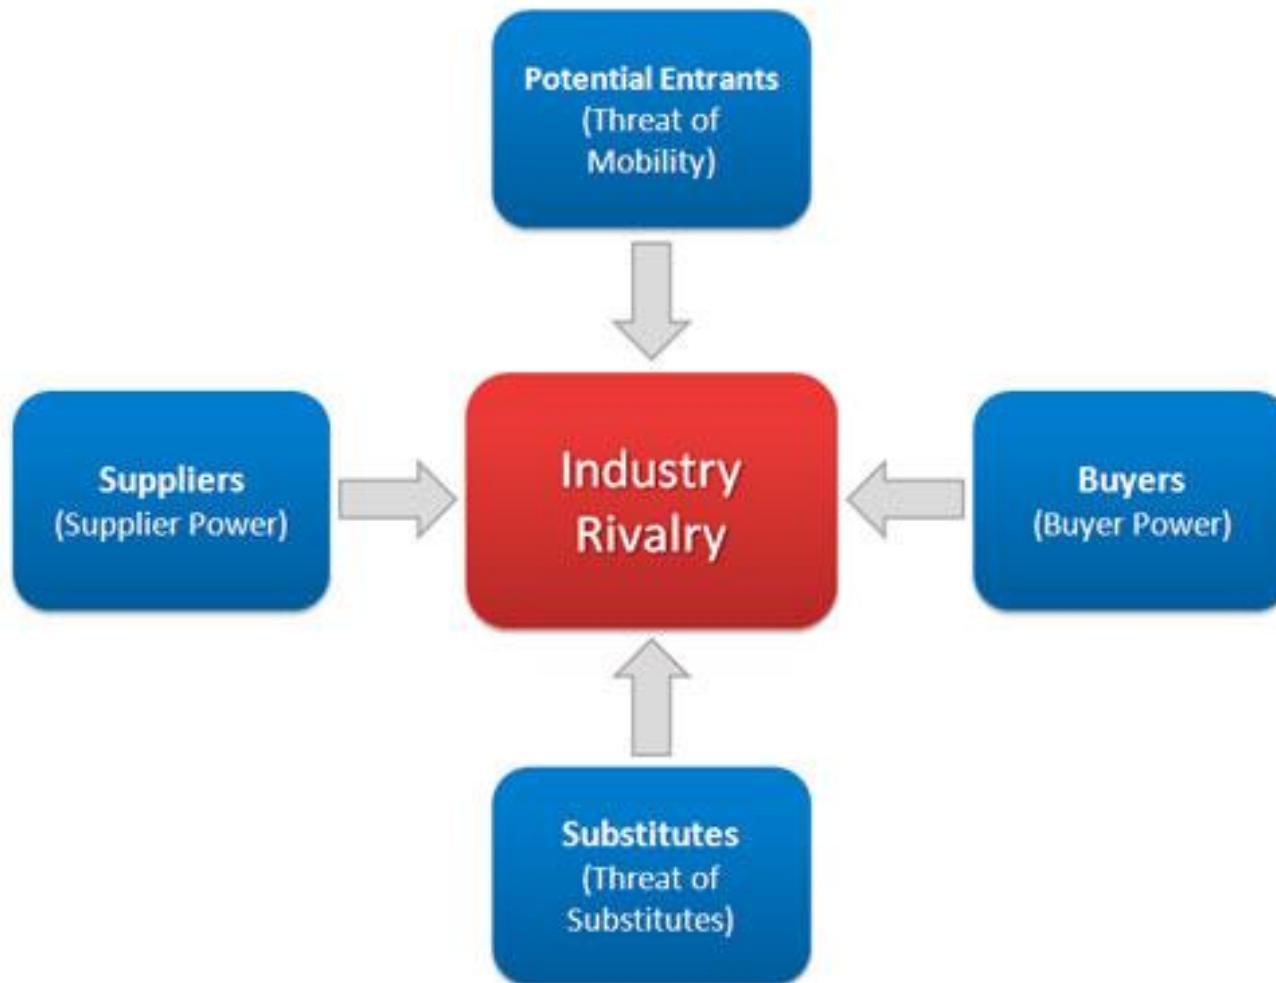 Potential Entrants
(Threat of
Mobility)
Suppliers
(Supplier Power)
Industry
Rivalry
Buyers
(Buyer Power)
Substitutes
(Threat of
Substitutes)